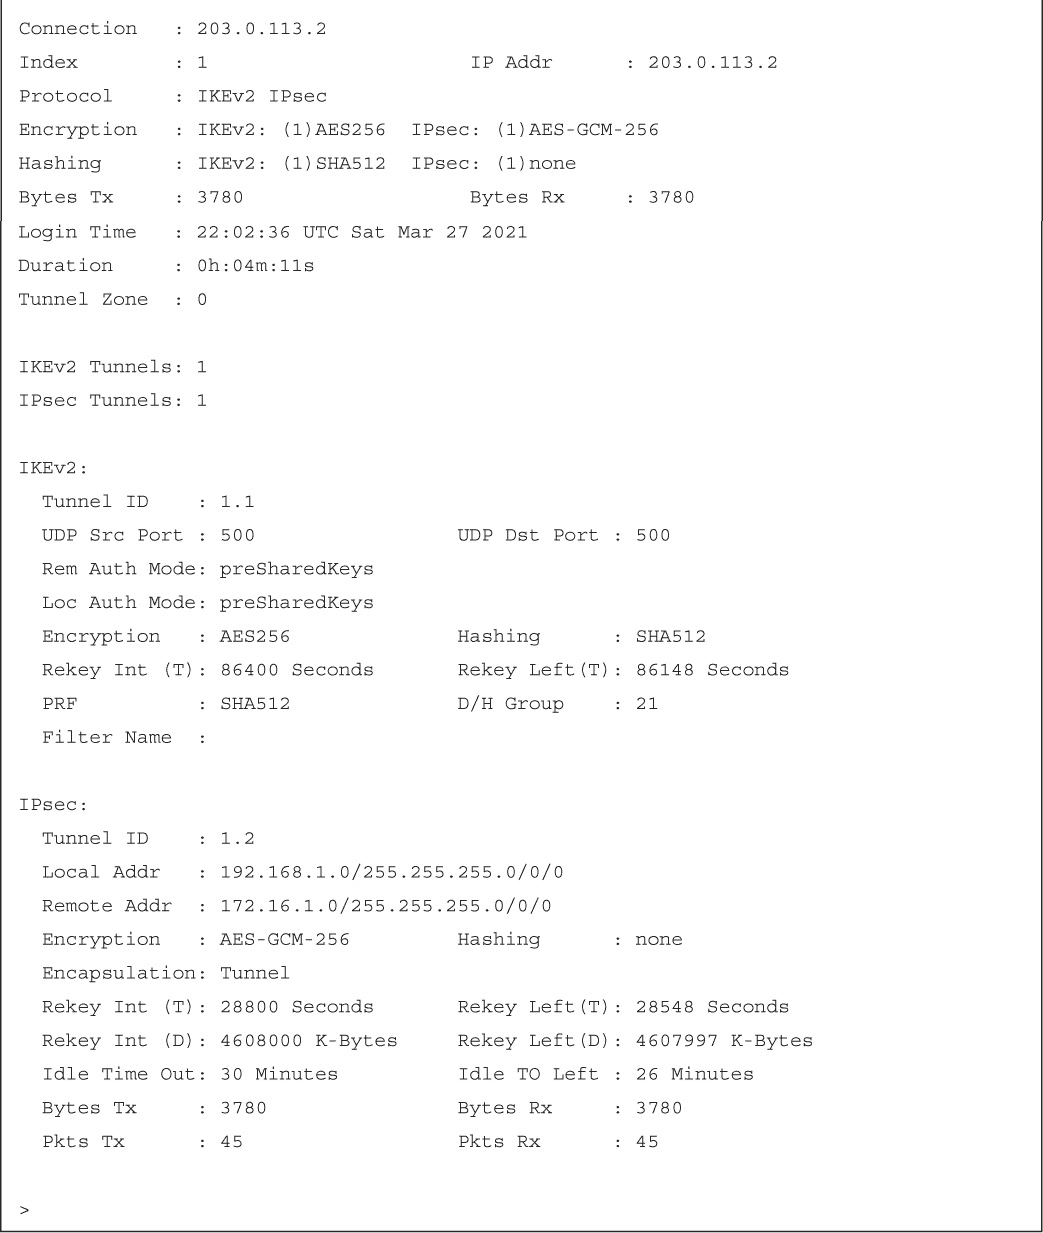 Connection   : 203.0.113.2
Index        : 1                      IP Addr      : 203.0.113.2
Protocol     : IKEv2 IPsec
Encryption   : IKEv2: (1)AES256  IPsec: (1)AES-GCM-256
Hashing      : IKEv2: (1)SHA512  IPsec: (1)none
Bytes Tx     : 3780                   Bytes Rx     : 3780
Login Time   : 22:02:36 UTC Sat Mar 27 2021
Duration     : 0h:04m:11s
Tunnel Zone  : 0

IKEv2 Tunnels: 1
IPsec Tunnels: 1

IKEv2:
  Tunnel ID    : 1.1
  UDP Src Port : 500                 UDP Dst Port : 500
  Rem Auth Mode: preSharedKeys
  Loc Auth Mode: preSharedKeys
  Encryption   : AES256              Hashing      : SHA512
  Rekey Int (T): 86400 Seconds       Rekey Left(T): 86148 Seconds
  PRF          : SHA512              D/H Group    : 21
  Filter Name  :

IPsec:
  Tunnel ID    : 1.2
  Local Addr   : 192.168.1.0/255.255.255.0/0/0
  Remote Addr  : 172.16.1.0/255.255.255.0/0/0
  Encryption   : AES-GCM-256         Hashing      : none
  Encapsulation: Tunnel
  Rekey Int (T): 28800 Seconds       Rekey Left(T): 28548 Seconds
  Rekey Int (D): 4608000 K-Bytes     Rekey Left(D): 4607997 K-Bytes
  Idle Time Out: 30 Minutes          Idle TO Left : 26 Minutes
  Bytes Tx     : 3780                Bytes Rx     : 3780
  Pkts Tx      : 45                  Pkts Rx      : 45

>